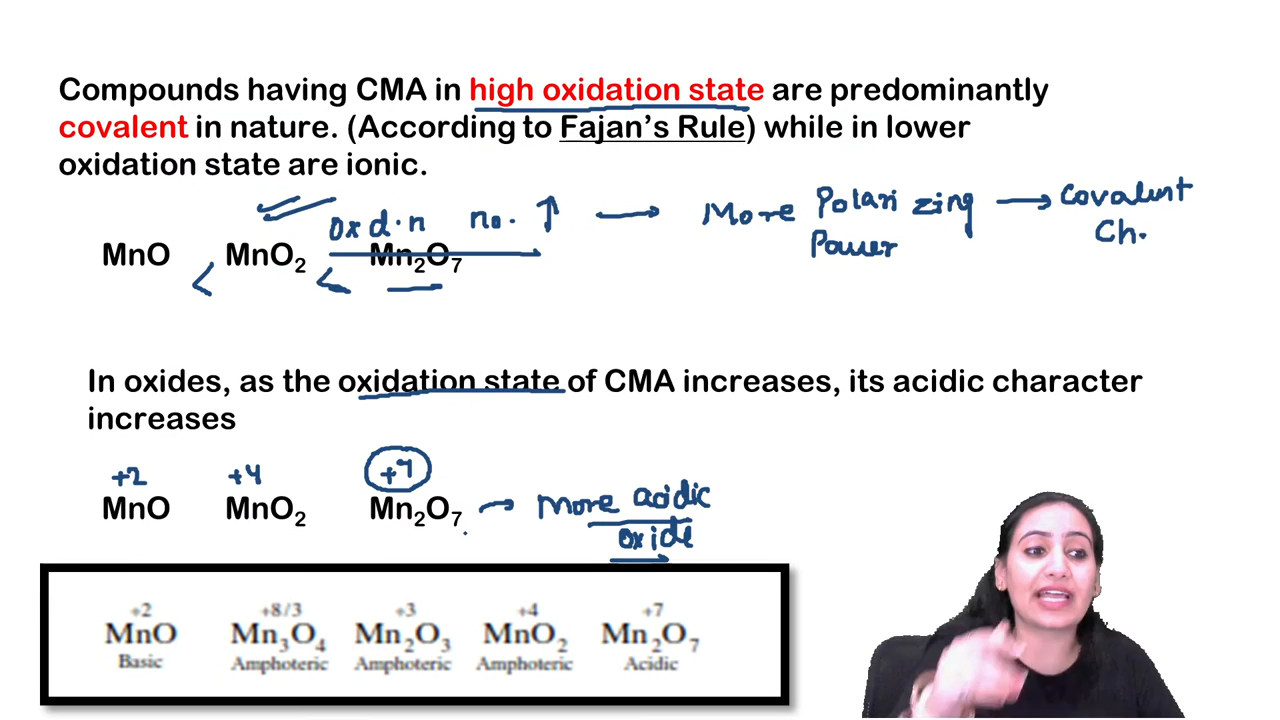 Compounds having CMA in high oxidation state are predominantly
covalent in nature. (According to Fajan's Rule) while in lower
oxidation state are ionic.
oxd.n no. ↑ → More Polarizing → Covalent
Power Ch.
MnO < MnO₂ < Mn₂O₇
In oxides, as the oxidation state of CMA increases, its acidic character
increases
+2 +4 +7
MnO MnO₂ Mn₂O₇ → More acidic
oxide
+2 +8/3 +3 +4 +7
MnO Mn₃O₄ Mn₂O₃ MnO₂ Mn₂O₇
Basic Amphoteric Amphoteric Amphoteric Acidic